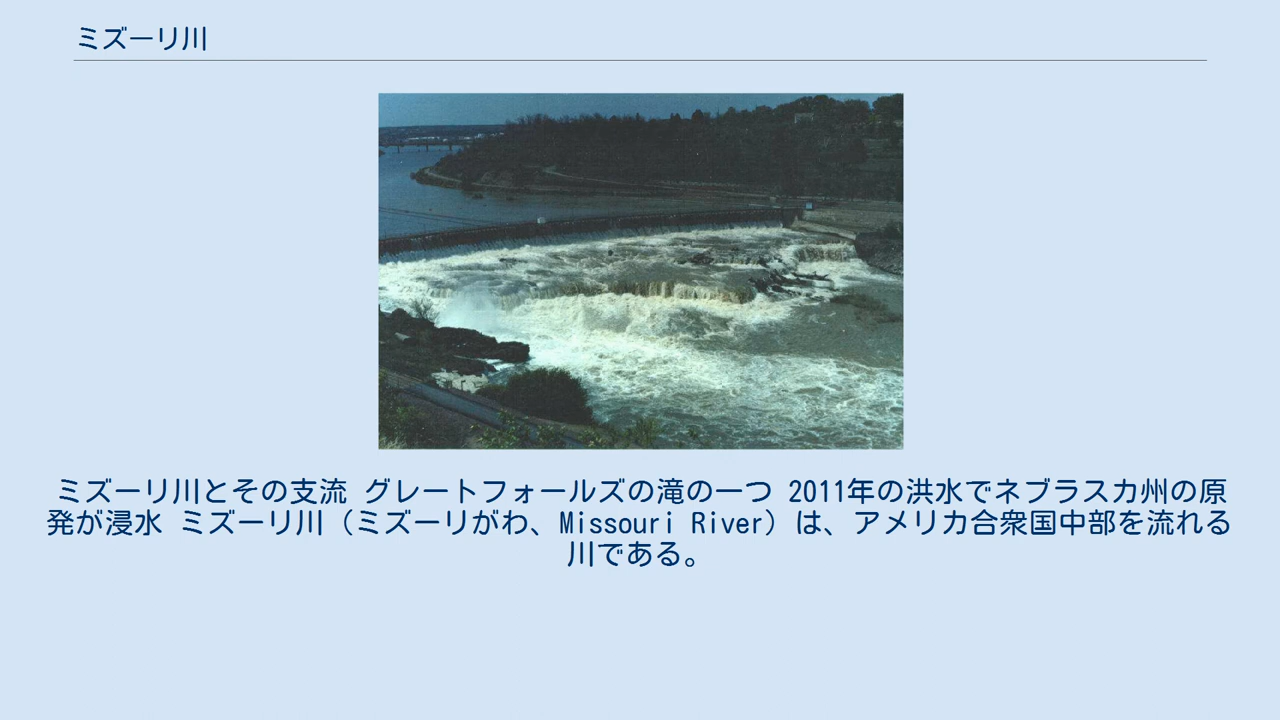 ミズーリ川
ミズーリ川とその支流 グレートフォールズの滝の一つ 2011年の洪水でネブラスカ州の原
発が浸水 ミズーリ川（ミズーリがわ、Missouri River）は、アメリカ合衆国中部を流れる
川である。